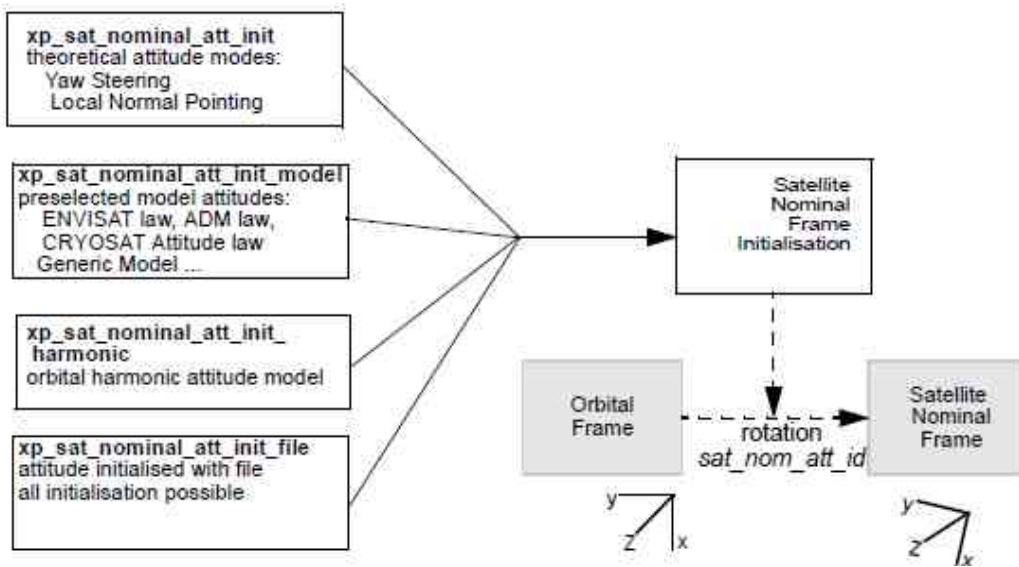 xp_sat_nominal_att_init
theoretical attitude modes:
Yaw Steering
Local Normal Pointing
xp_sat_nominal_att_init_model
preselected model attitudes:
ENVISAT law, ADM law,
CRYOSAT Attitude law
Generic Model ...
xp_sat_nominal_att_init_
harmonic
orbital harmonic attitude model
xp_sat_nominal_att_init_file
attitude initialised with file
all initialisation possible
Satellite
Nominal
Frame
Initialisation
Orbital
Frame
rotation
sat_nom_att_id
Satellite
Nominal
Frame
y
z
x
y
z
x